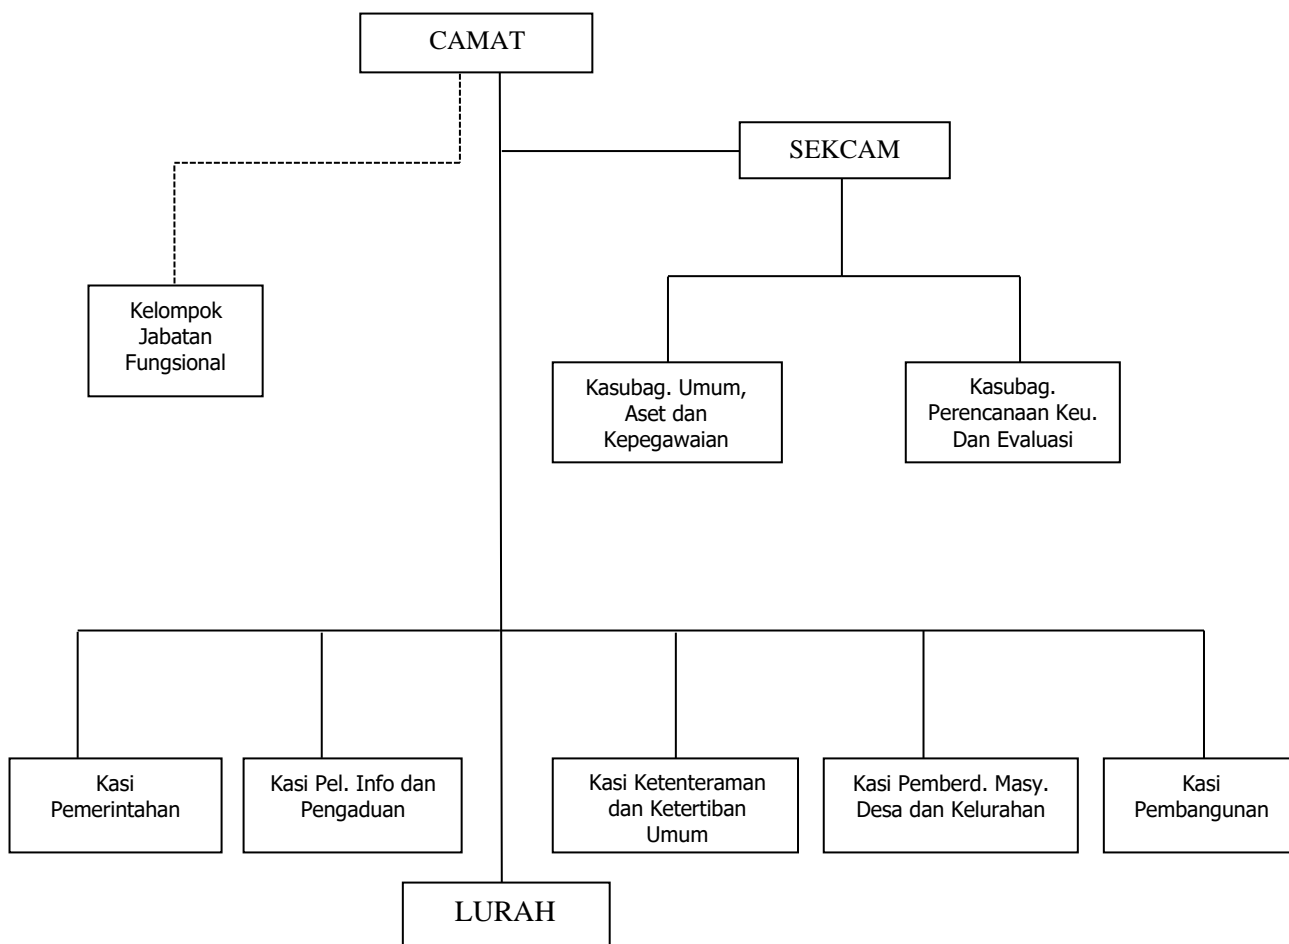 CAMAT
SEKCAM
Kelompok
Jabatan
Fungsional
Kasubag. Umum,
Aset dan
Kepegawaian
Kasubag.
Perencanaan Keu.
Dan Evaluasi
Kasi
Pemerintahan
Kasi Pel. Info dan
Pengaduan
Kasi Ketenteraman
dan Ketertiban
Umum
Kasi Pemberd. Masy.
Desa dan Kelurahan
Kasi
Pembangunan
LURAH